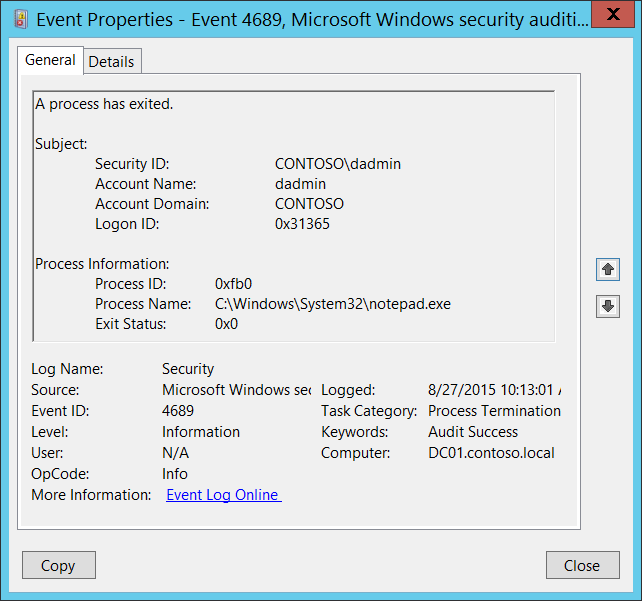 Event Properties - Event 4689, Microsoft Windows security auditi...
X
General
Details
A process has exited.
Subject:
Security ID: CONTOSO\dadmin
Account Name: dadmin
Account Domain: CONTOSO
Logon ID: 0x31365
Process Information:
Process ID: 0xfb0
Process Name: C:\Windows\System32\notepad.exe
Exit Status: 0x0
Log Name: Security
Source: Microsoft Windows sec Logged: 8/27/2015 10:13:01 A
Event ID: 4689 Task Category: Process Termination
Level: Information Keywords: Audit Success
User: N/A Computer: DC01.contoso.local
OpCode: Info
More Information: Event Log Online
Copy
Close